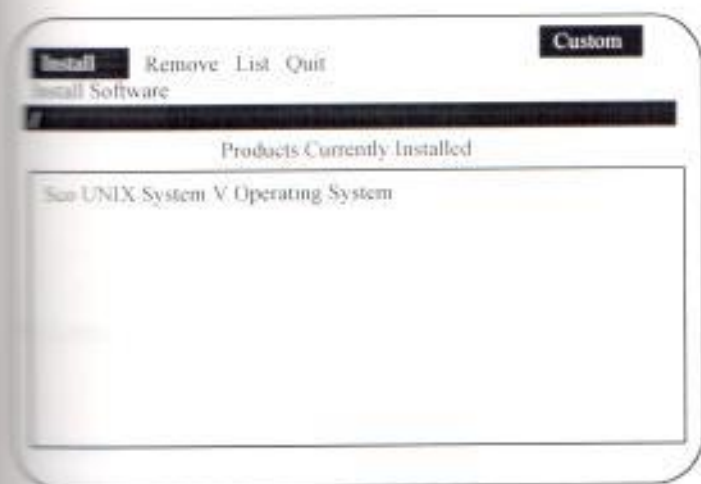 Custom
Install Remove List Quit
Install Software
Products Currently Installed
Sco UNIX System V Operating System